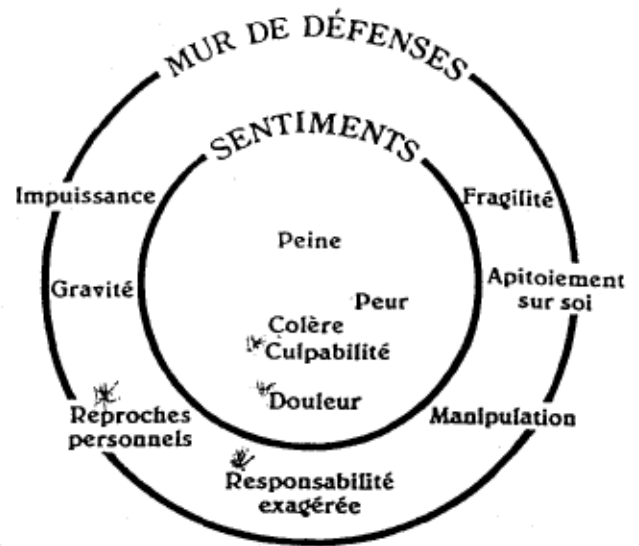 MUR DE DÉFENSES
SENTIMENTS
Impuissance
Fragilité
Peine
Gravité
Apitoiement
sur soi
Peur
Colère
Culpabilité
Douleur
Reproches
personnels
Manipulation
Responsabilité
exagérée